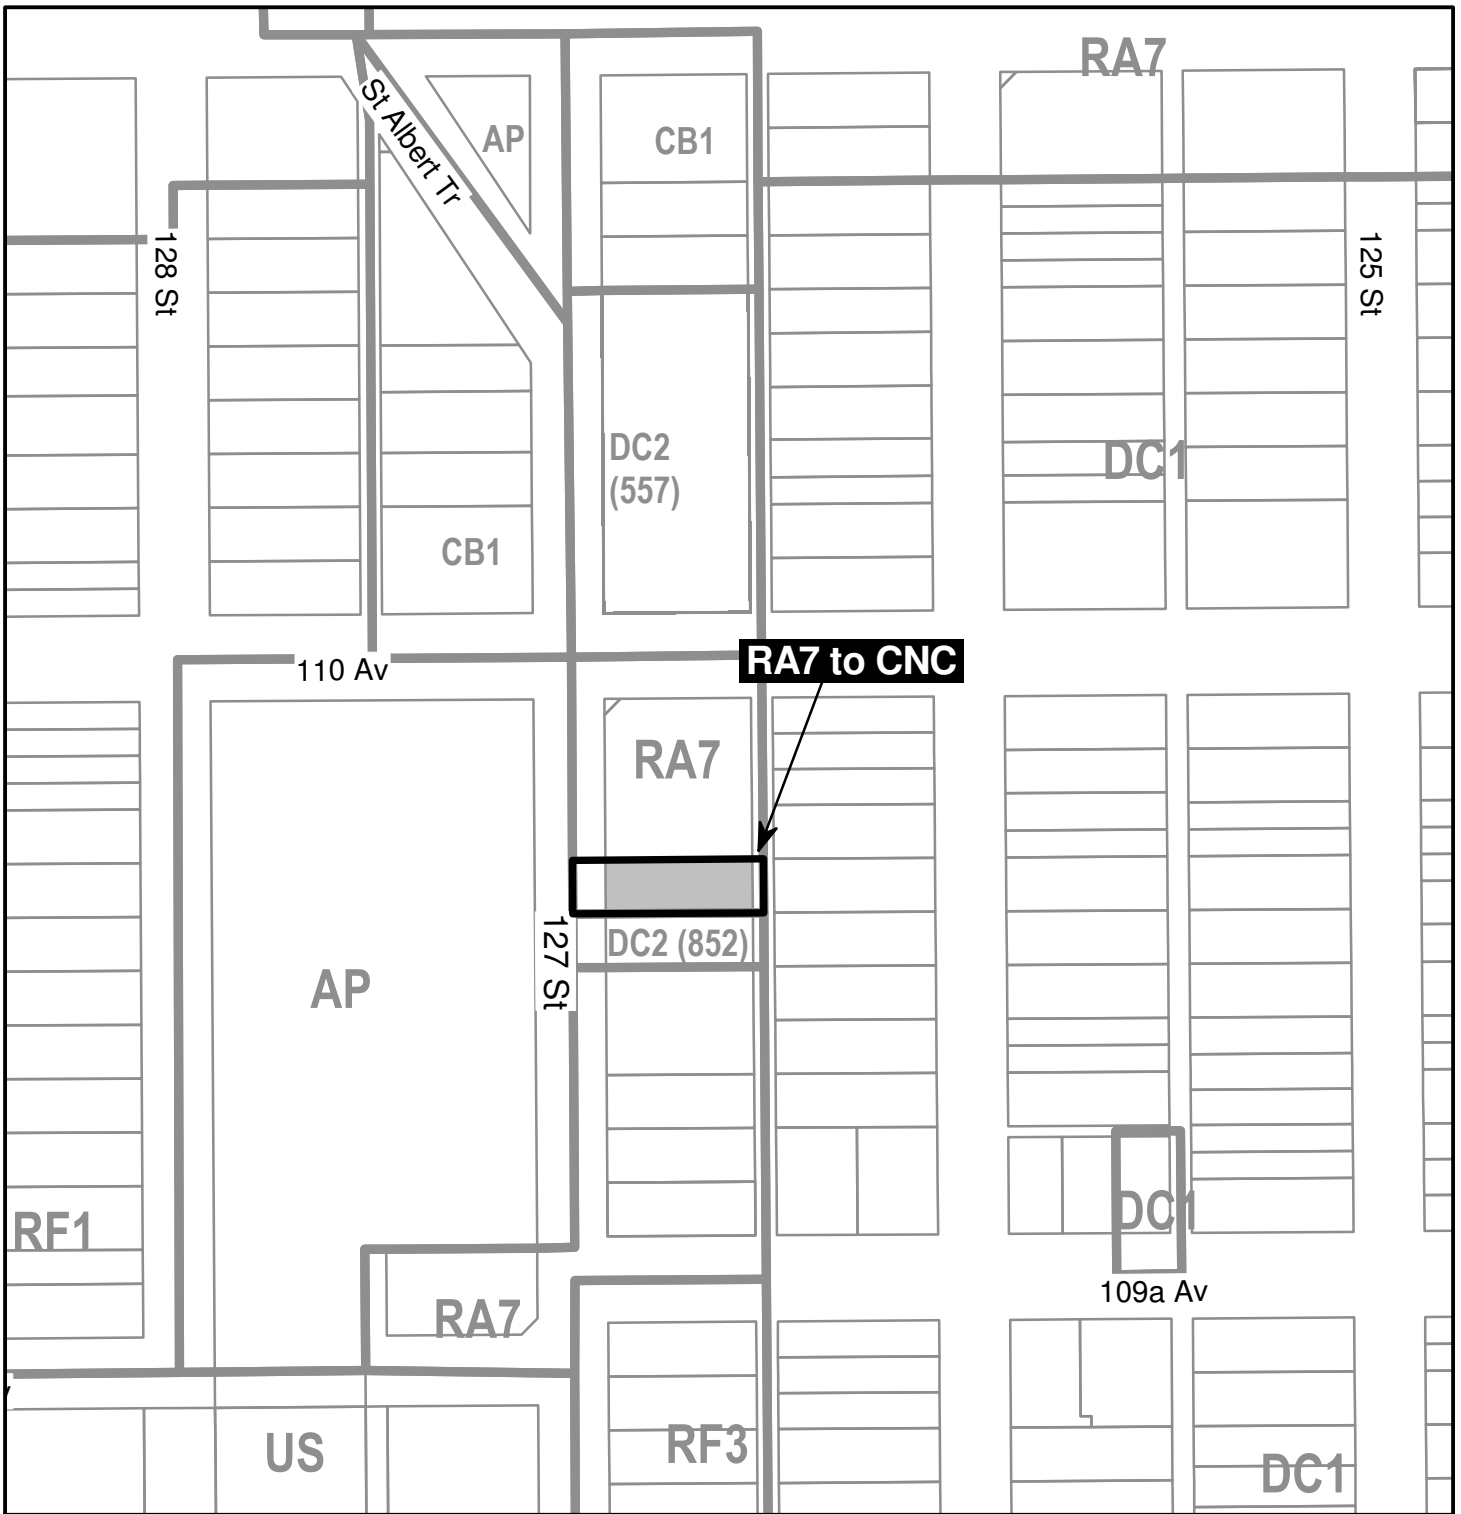 RA7
St Albert Tr
AP
CB1
128 St
125 St
DC2
(557)
DC1
CB1
110 Av
RA7 to CNC
RA7
DC2 (852)
127 St
AP
DC1
RF1
109a Av
RA7
RF3
US
DC1